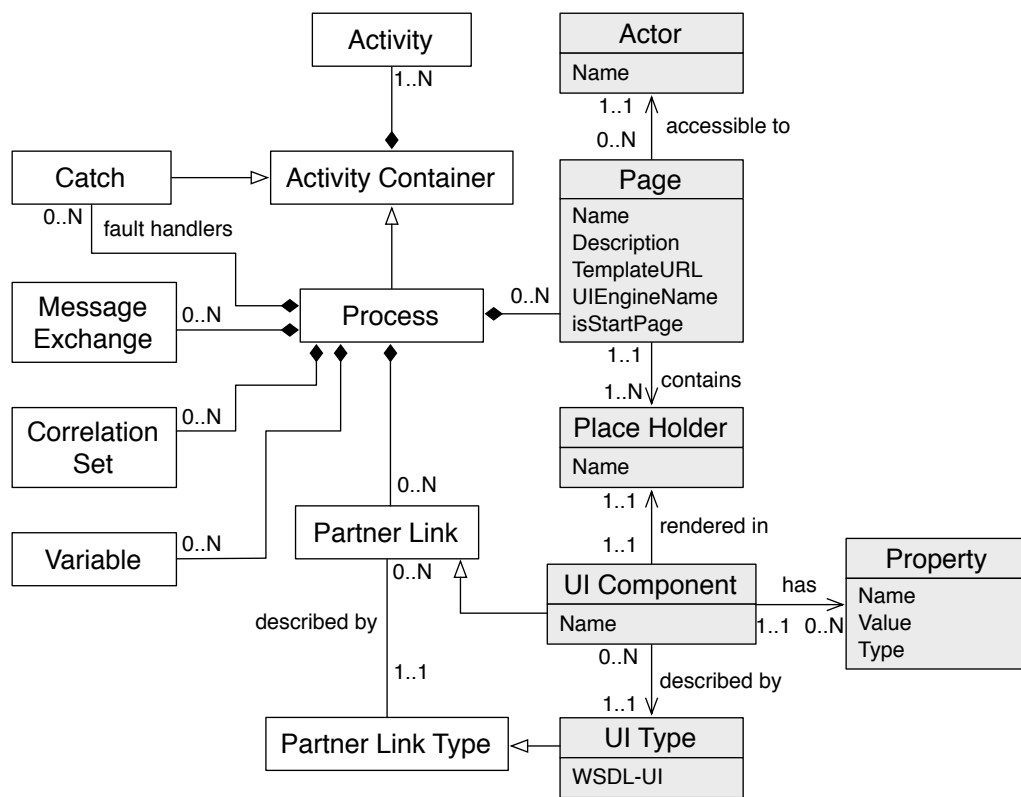 Activity
1..N
Actor
Name
1..1
accessible to
0..N
Catch
0..N
fault handlers
Activity Container
Page
Name
Description
TemplateURL
UIEngineName
isStartPage
Message
Exchange
0..N
Process
0..N
1..1
contains
1..N
Correlation
Set
0..N
Place Holder
Name
1..1
rendered in
1..1
Variable
0..N
0..N
Partner Link
0..N
described by
1..1
UI Component
Name
has
1..1
0..N
Property
Name
Value
Type
0..N
described by
1..1
Partner Link Type
UI Type
WSDL-UI